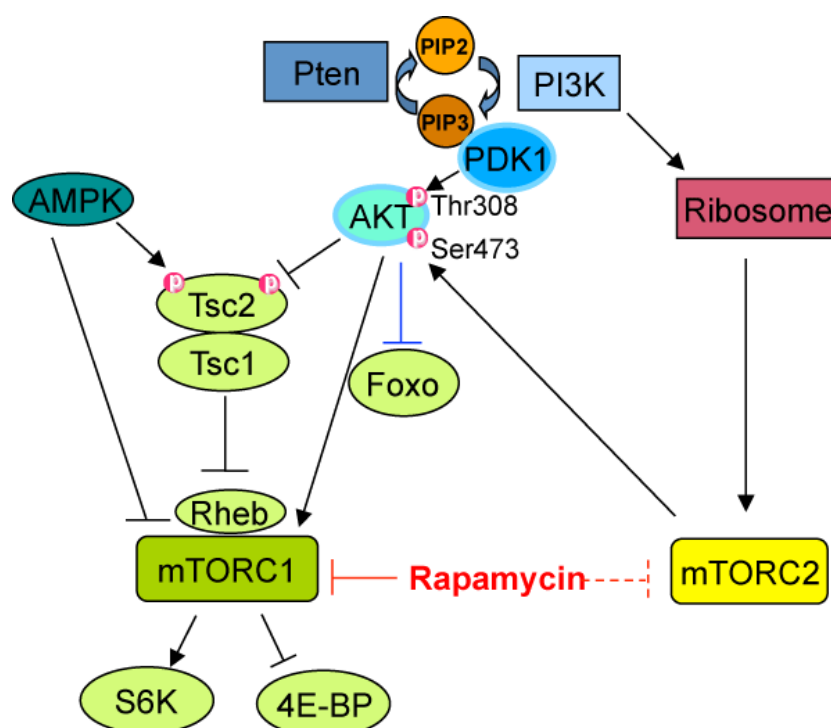 PIP2
Pten
PI3K
PIP3
PDK1
AMPK
AKT
p
Thr308
Ribosome
p
Ser473
p
p
Tsc2
Tsc1
Foxo
Rheb
mTORC1
Rapamycin
mTORC2
S6K
4E-BP